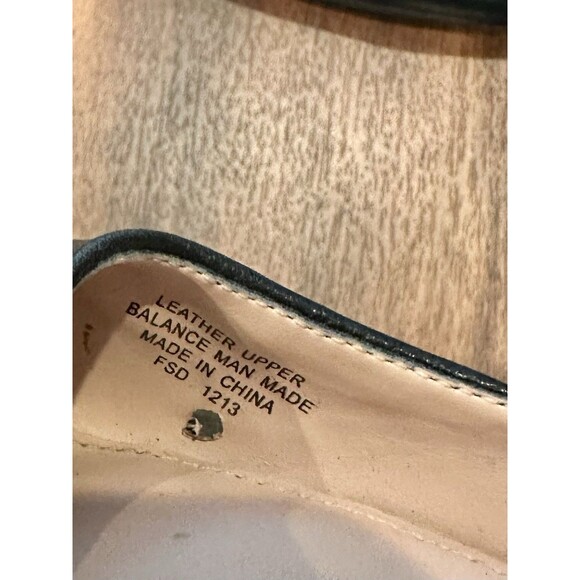 LEATHER UPPER
BALANCE MAN MADE
MADE IN CHINA
FSD 1213